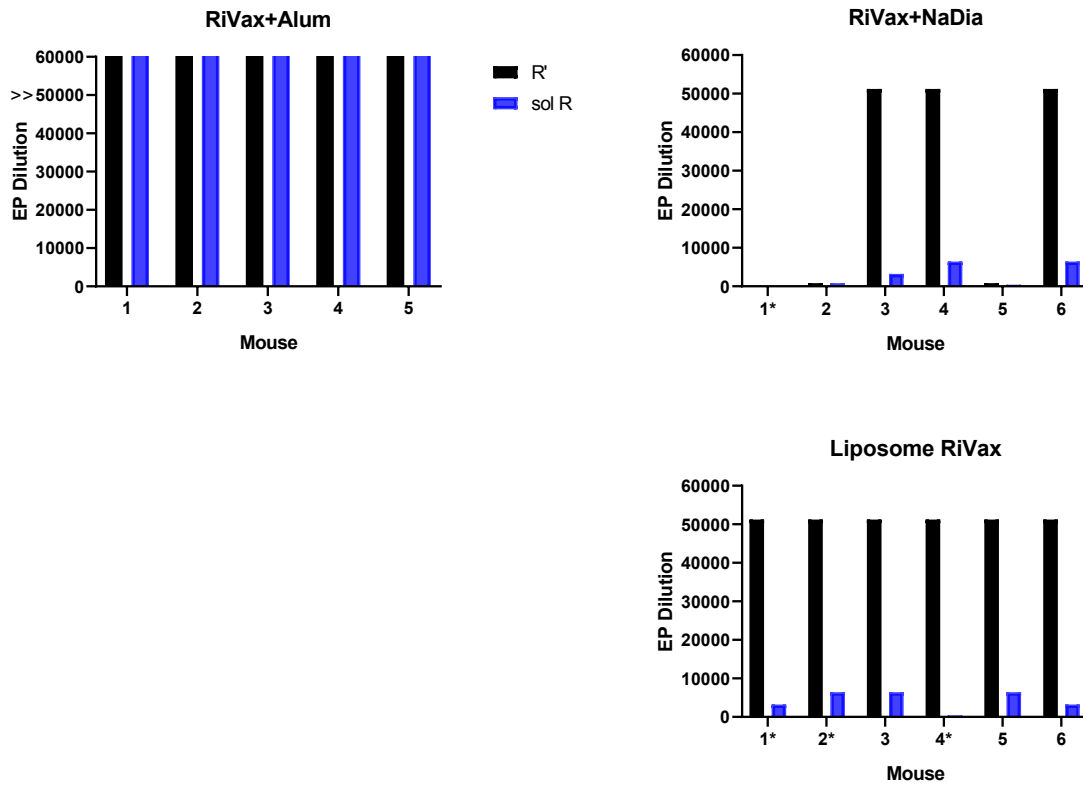 RiVax+Alum
60000
>> 50000
40000
30000
20000
10000
0
EP Dilution
1 2 3 4 5
Mouse
R'
sol R
RiVax+NaDia
60000
50000
40000
30000
20000
10000
0
EP Dilution
1* 2 3 4 5 6
Mouse
Liposome RiVax
60000
50000
40000
30000
20000
10000
0
EP Dilution
1* 2* 3 4* 5 6
Mouse